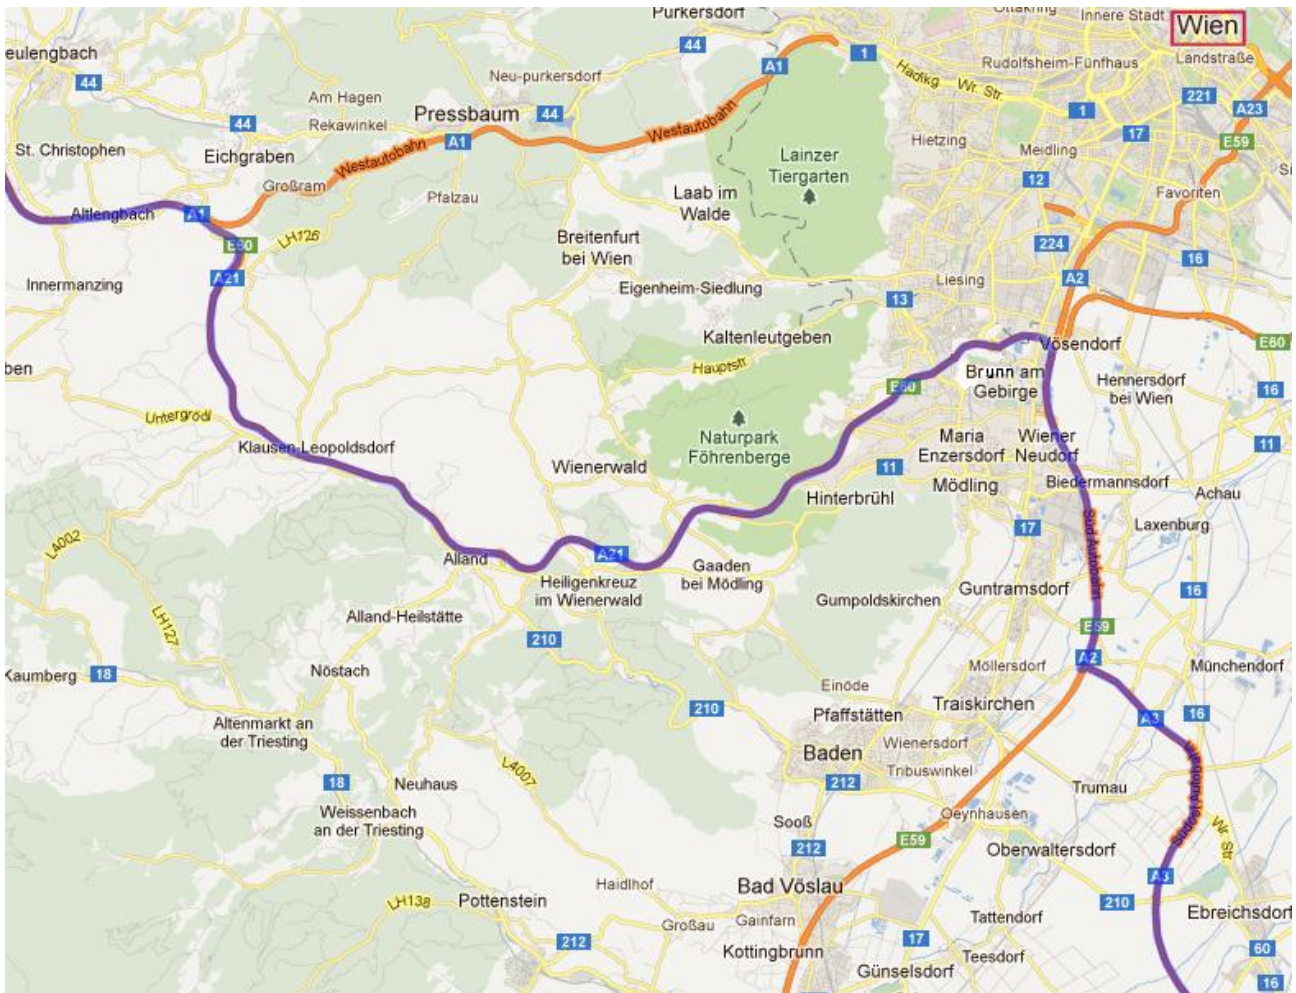 Purkersdorf
Ottakring
Innere Stadt
Wien
eulengbach
44
1
Rudolfsheim-Fünfhaus
Landstraße
44
Neu-purkersdorf
A1
Hadikg
Wr. Str
221
Am Hagen
Pressbaum
44
Westautobahn
1
A23
44
Rekawinkel
A1
17
E59
St. Christophen
Eichgraben
Westautobahn
Hietzing
Meidling
Lainzer
Tiergarten
Großram
Pfalzau
Laab im
Walde
12
Favoriten
Altlengbach
A1
LH126
E60
Breitenfurt
bei Wien
224
16
A21
Innermanzing
Eigenheim-Siedlung
Liesing
A2
13
Kaltenleutgeben
Vösendorf
E60
ben
Hauptstr
Brunn am
Gebirge
E60
Hennersdorf
bei Wien
16
Untergrödl
Naturpark
Föhrenberge
Klausen-Leopoldsdorf
Maria
Enzersdorf
Wiener
Neudorf
11
Wienerwald
11
Mödling
Biedermannsdorf
Hinterbrühl
Achau
L4002
17
Süd Autobahn
Laxenburg
Alland
A21
Heiligenkreuz
im Wienerwald
Gaaden
bei Mödling
Guntramsdorf
16
LH127
Alland-Heilstätte
Gumpoldskirchen
210
E59
Kaumberg
18
Nöstach
Möllersdorf
A2
Münchendorf
Einöde
210
Pfaffstätten
Traiskirchen
A3
16
Altenmarkt an
der Triesting
Baden
Wienersdorf
L4007
Tribuswinkel
18
Neuhaus
212
Trumau
Südost Autobahn
Weissenbach
an der Triesting
Oeynhausen
Sooß
E59
Wr. Str
212
Oberwaltersdorf
Haidlhof
Bad Vöslau
A3
LH138
Pottenstein
210
Ebreichsdorf
Großau
Gainfarn
Tattendorf
212
Kottingbrunn
17
60
Teesdorf
Günselsdorf
16